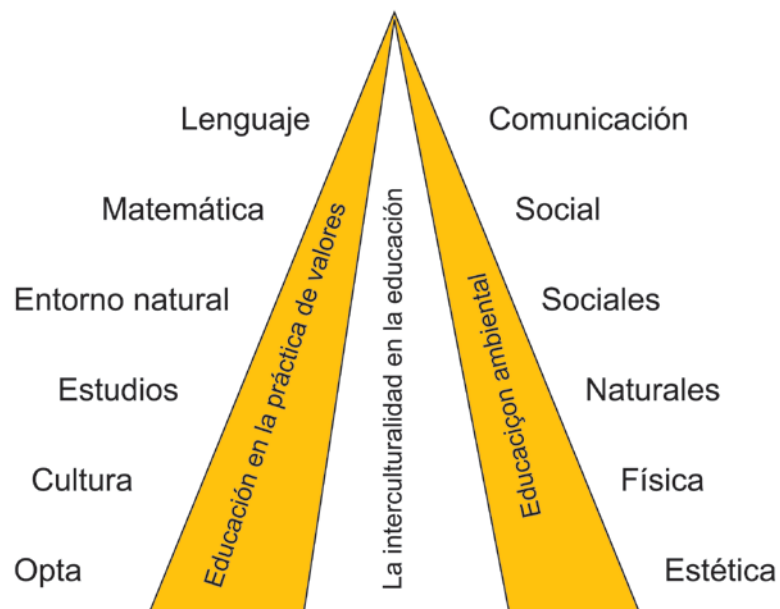 Lenguaje
Comunicación
Matemática
Social
Entorno natural
Sociales
Estudios
Naturales
Cultura
Física
Opta
Estética
Educación en la práctica de valores
La interculturalidad en la educación
Educaciçon ambiental